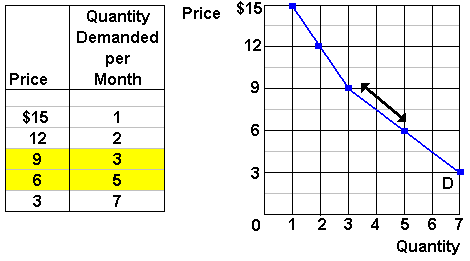 Price Quantity Demanded per Month
$15 1
12 2
9 3
6 5
3 7
Price
$15
12
9
6
3
D
0 1 2 3 4 5 6 7
Quantity